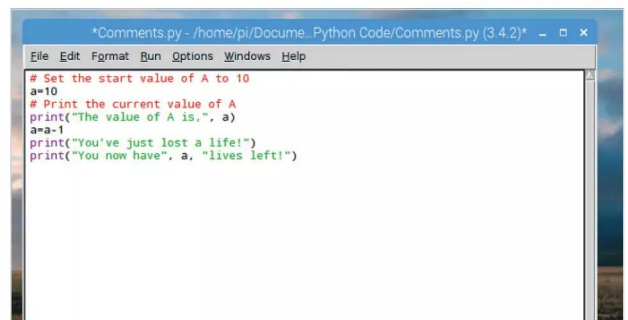 *Comments.py - /home/pi/Docume...Python Code/Comments.py (3.4.2)*
File Edit Format Run Options Windows Help
# Set the start value of A to 10
a=10
# Print the current value of A
print("The value of A is,", a)
a=a-1
print("You've just lost a life!")
print("You now have", a, "lives left!")